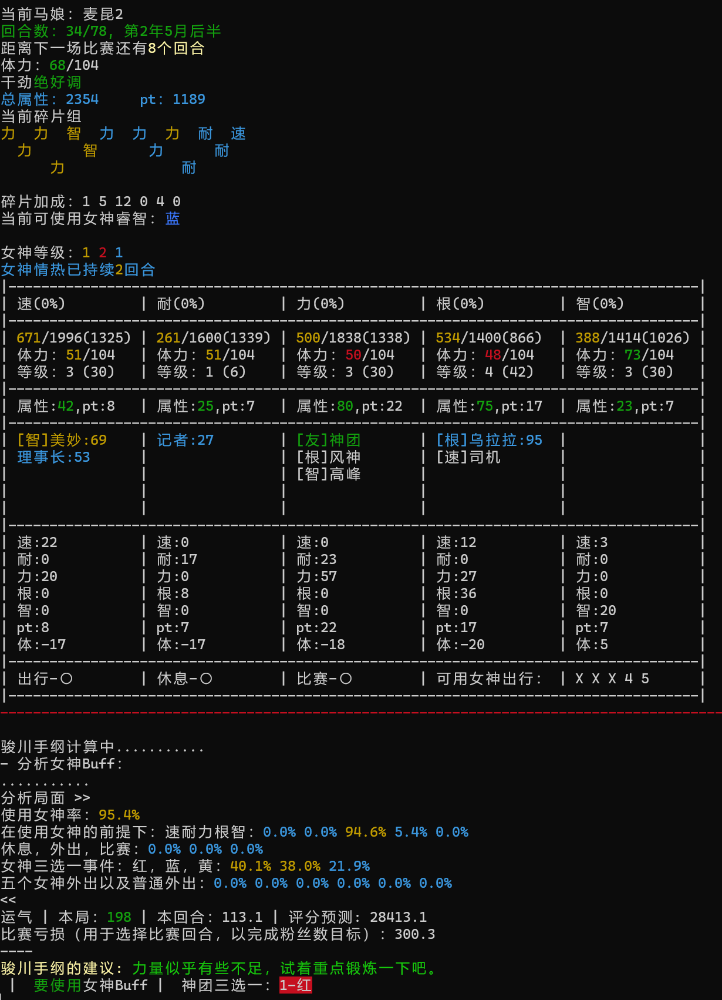 当前马娘：麦昆2
回合数：34/78, 第2年5月后半
距离下一场比赛还有8个回合
体力：68/104
干劲绝好调
总属性：2354     pt：1189
当前碎片组
力  力  智  力  力  力  耐  速
  力      智      力      耐
      力              耐
碎片加成：1 5 12 0 4 0
当前可使用女神睿智：蓝
女神等级：1 2 1
女神情热已持续2回合
|------------------------------------------------------------------------------------|
| 速(0%) | 耐(0%) | 力(0%) | 根(0%) | 智(0%) |
|------------------------------------------------------------------------------------|
| 671/1996(1325) | 261/1600(1339) | 500/1838(1338) | 534/1400(866) | 388/1414(1026) |
| 体力：51/104 | 体力：51/104 | 体力：50/104 | 体力：48/104 | 体力：73/104 |
| 等级：3 (30) | 等级：1 (6) | 等级：3 (30) | 等级：4 (42) | 等级：3 (30) |
|------------------------------------------------------------------------------------|
| 属性:42,pt:8 | 属性:25,pt:7 | 属性:80,pt:22 | 属性:75,pt:17 | 属性:23,pt:7 |
|------------------------------------------------------------------------------------|
| [智]美妙:69 | 记者:27 | [友]神团 | [根]乌拉拉:95 | |
| 理事长:53 | | [根]风神 | [速]司机 | |
| | | [智]高峰 | | |
| | | | | |
| | | | | |
|------------------------------------------------------------------------------------|
| 速:22 | 速:0 | 速:0 | 速:12 | 速:3 |
| 耐:0 | 耐:17 | 耐:23 | 耐:0 | 耐:0 |
| 力:20 | 力:0 | 力:57 | 力:27 | 力:0 |
| 根:0 | 根:8 | 根:0 | 根:36 | 根:0 |
| 智:0 | 智:0 | 智:0 | 智:0 | 智:20 |
| pt:8 | pt:7 | pt:22 | pt:17 | pt:7 |
| 体:-17 | 体:-17 | 体:-18 | 体:-20 | 体:5 |
|------------------------------------------------------------------------------------|
| 出行-〇 | 休息-〇 | 比赛-〇 | 可用女神出行： | X X X 4 5 |
|------------------------------------------------------------------------------------|
----------------------------------------------------------------------------------------
骏川手纲计算中...........
- 分析女神Buff：
...........
分析局面 >>
使用女神率：95.4%
在使用女神的前提下：速耐力根智：0.0% 0.0% 94.6% 5.4% 0.0%
休息，外出，比赛：0.0% 0.0% 0.0%
女神三选一事件：红，蓝，黄：40.1% 38.0% 21.9%
五个女神外出以及普通外出：0.0% 0.0% 0.0% 0.0% 0.0% 0.0%
<<
运气 | 本局：198 | 本回合：113.1 | 评分预测：28413.1
比赛亏损（用于选择比赛回合，以完成粉丝数目标）：300.3
----
骏川手纲的建议：力量似乎有些不足，试着重点锻炼一下吧。
| 要使用女神Buff | 神团三选一：1-红